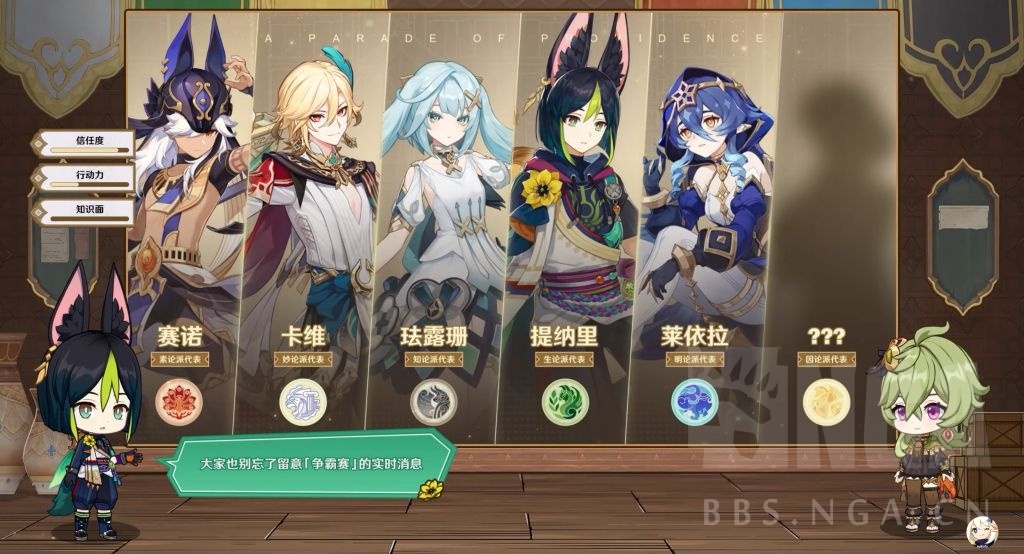 A PARADE OF PROVIDENCE
信任度
行动力
知识面
赛诺
素论派代表
卡维
妙论派代表
珐露珊
知论派代表
提纳里
生论派代表
莱依拉
明论派代表
???
因论派代表
大家也别忘了留意「争霸赛」的实时消息
NGA
BBS.NGA.CN